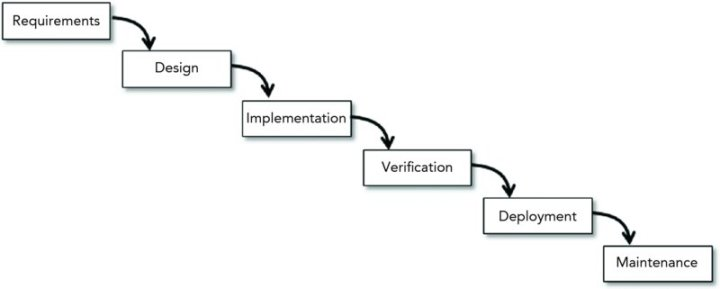 Requirements
Design
Implementation
Verification
Deployment
Maintenance